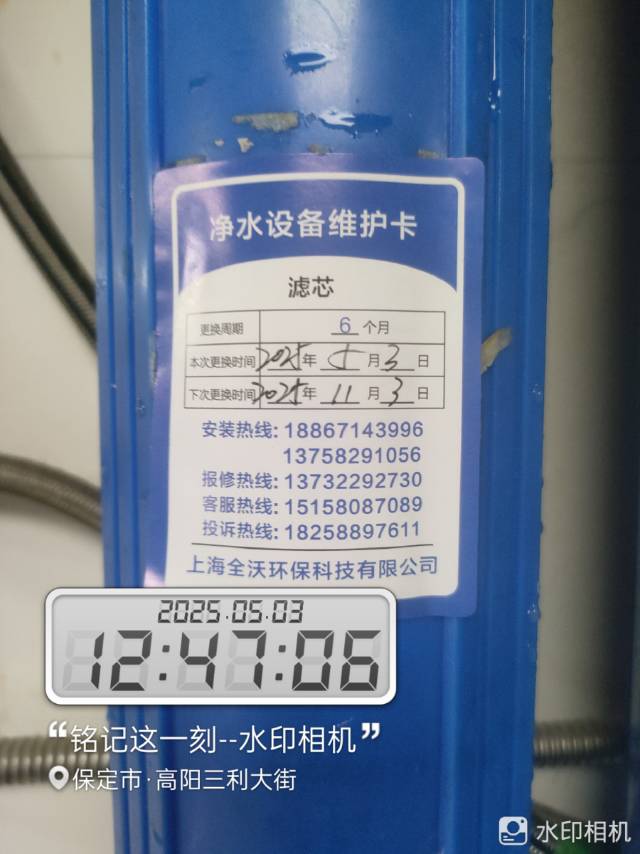 净水设备维护卡
滤芯
更换周期 6 个月
本次更换时间 2025 年 5 月 3 日
下次更换时间 2025 年 11 月 3 日
安装热线: 18867143996
13758291056
报修热线: 13732292730
客服热线: 15158087089
投诉热线: 18258897611
上海全沃环保科技有限公司
2025.05.03
12:47:06
“铭记这一刻--水印相机”
保定市·高阳三利大街
水印相机